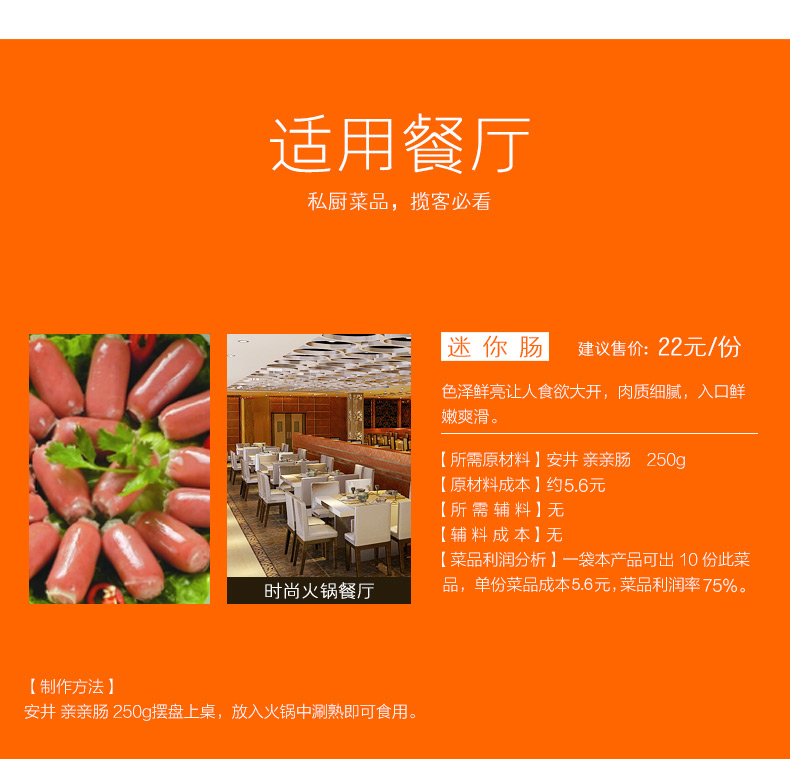 适用餐厅
私厨菜品，揽客必看
迷你肠 建议售价: 22元/份
色泽鲜亮让人食欲大开，肉质细腻，入口鲜
嫩爽滑。
【所需原材料】安井 亲亲肠 250g
【原材料成本】约5.6元
【所需辅料】无
【辅料成本】无
【菜品利润分析】一袋本产品可出 10 份此菜
品，单份菜品成本5.6元，菜品利润率75%。
时尚火锅餐厅
【制作方法】
安井 亲亲肠 250g摆盘上桌，放入火锅中涮熟即可食用。